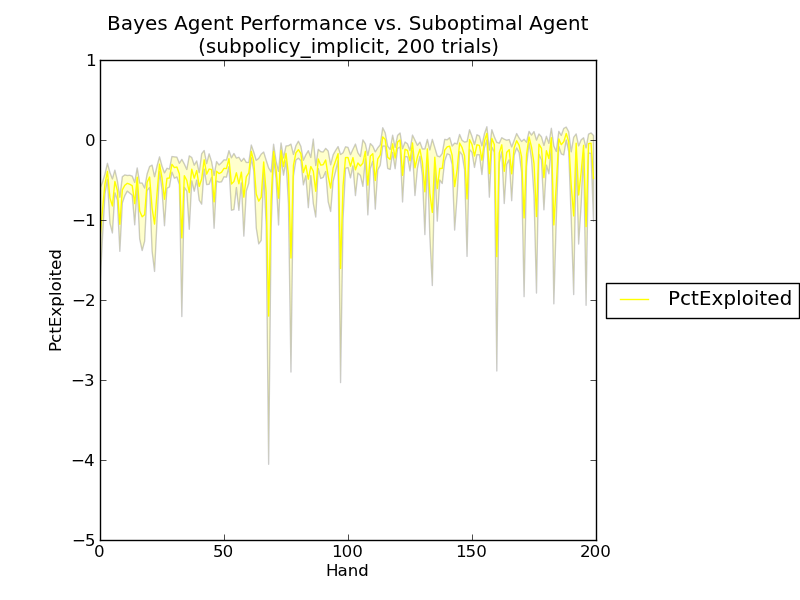 Bayes Agent Performance vs. Suboptimal Agent
(subpolicy_implicit, 200 trials)
1
0
−1
−2
−3
−4
−5
PctExploited
0 50 100 150 200
Hand
PctExploited